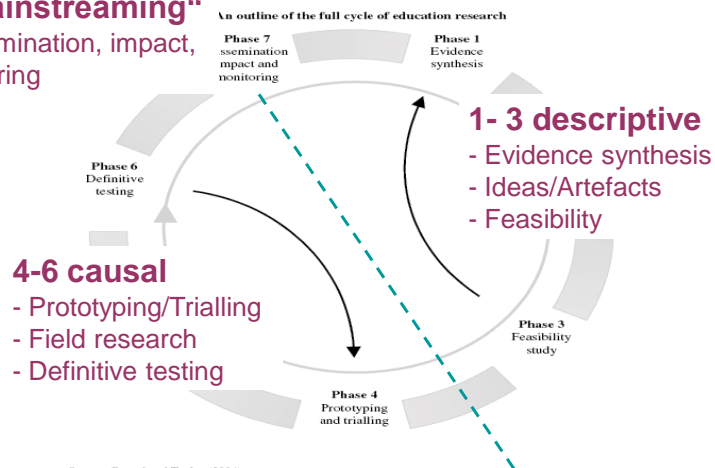 ainstreaming"
mination, impact,
ring
An outline of the full cycle of education research
Phase 7
ssemination
mpact and
monitoring
Phase 1
Evidence
synthesis
1- 3 descriptive
- Evidence synthesis
- Ideas/Artefacts
- Feasibility
Phase 6
Definitive
testing
4-6 causal
- Prototyping/Trialling
- Field research
- Definitive testing
Phase 3
Feasibility
study
Phase 4
Prototyping
and trialling